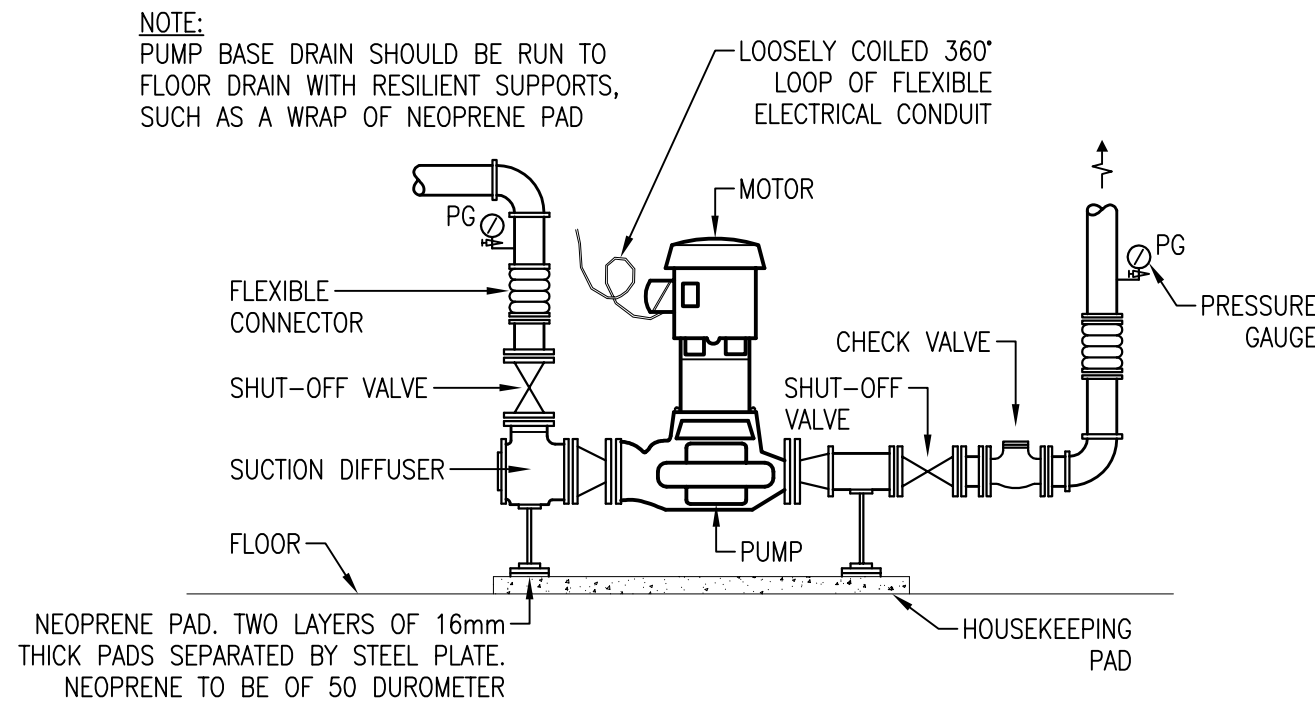 NOTE:
PUMP BASE DRAIN SHOULD BE RUN TO
FLOOR DRAIN WITH RESILIENT SUPPORTS,
SUCH AS A WRAP OF NEOPRENE PAD
LOOSELY COILED 360°
LOOP OF FLEXIBLE
ELECTRICAL CONDUIT
MOTOR
PG
PG
FLEXIBLE
CONNECTOR
PRESSURE
GAUGE
CHECK VALVE
SHUT-OFF VALVE
SHUT-OFF
VALVE
SUCTION DIFFUSER
FLOOR
PUMP
NEOPRENE PAD. TWO LAYERS OF 16mm
THICK PADS SEPARATED BY STEEL PLATE.
NEOPRENE TO BE OF 50 DUROMETER
HOUSEKEEPING
PAD